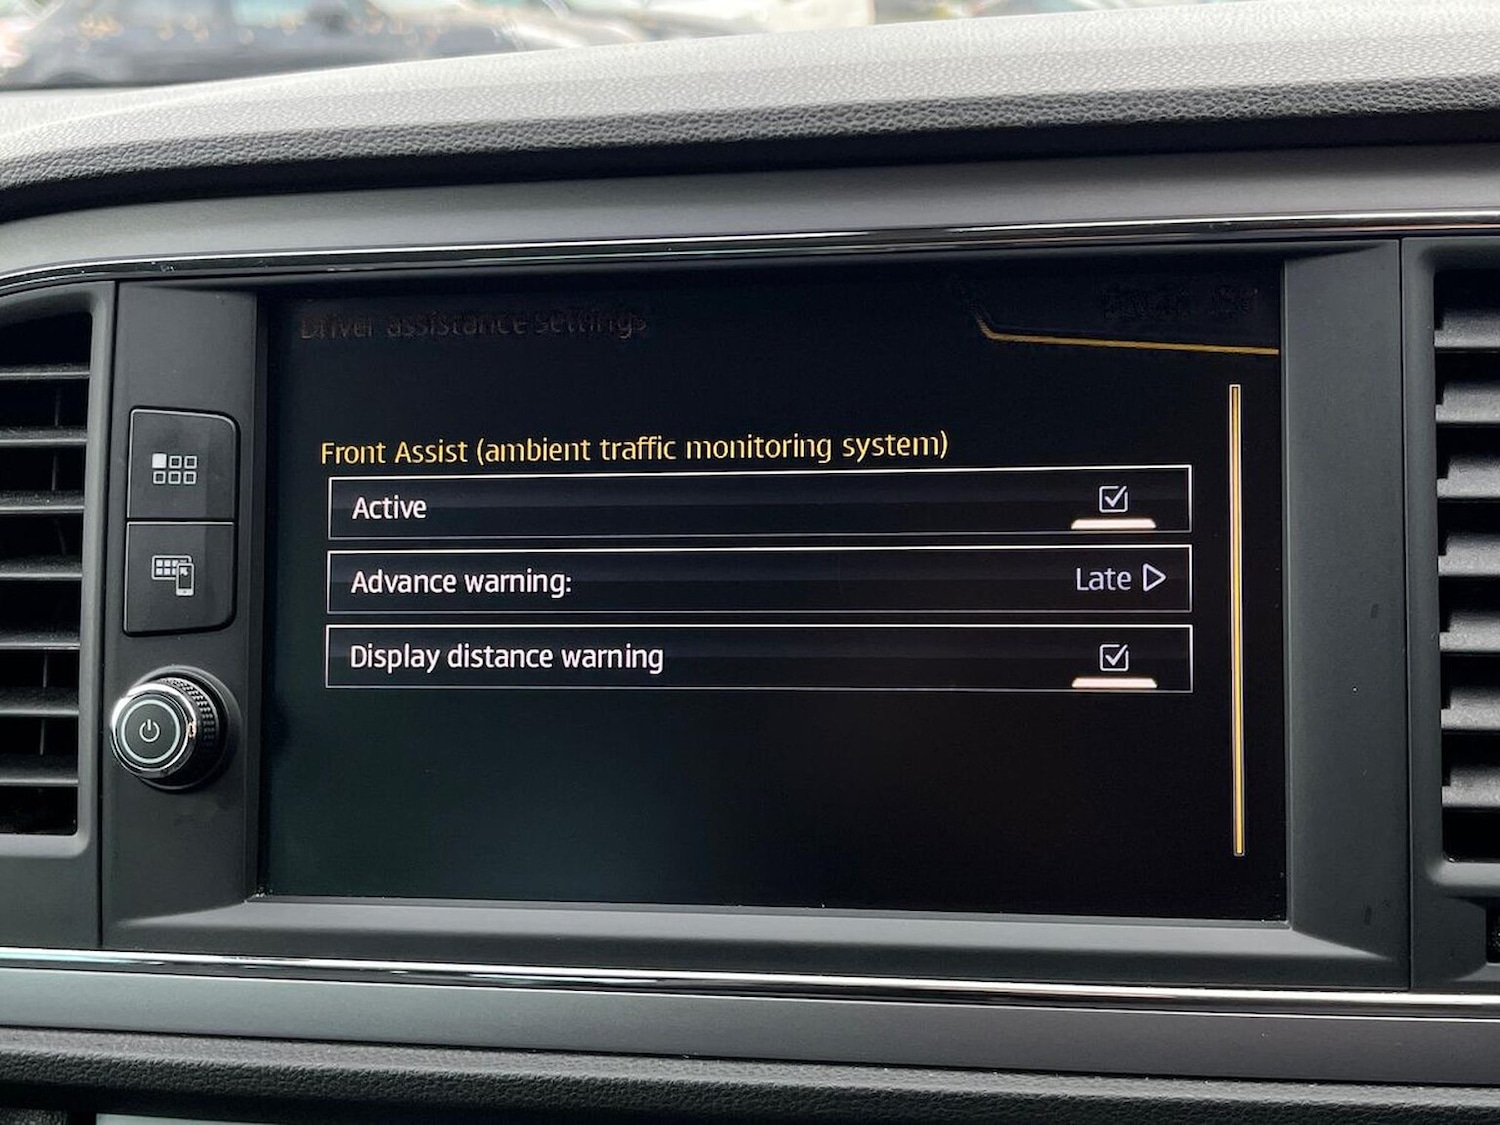 Driver assistance settings
Front Assist (ambient traffic monitoring system)
Active
Advance warning: Late
Display distance warning